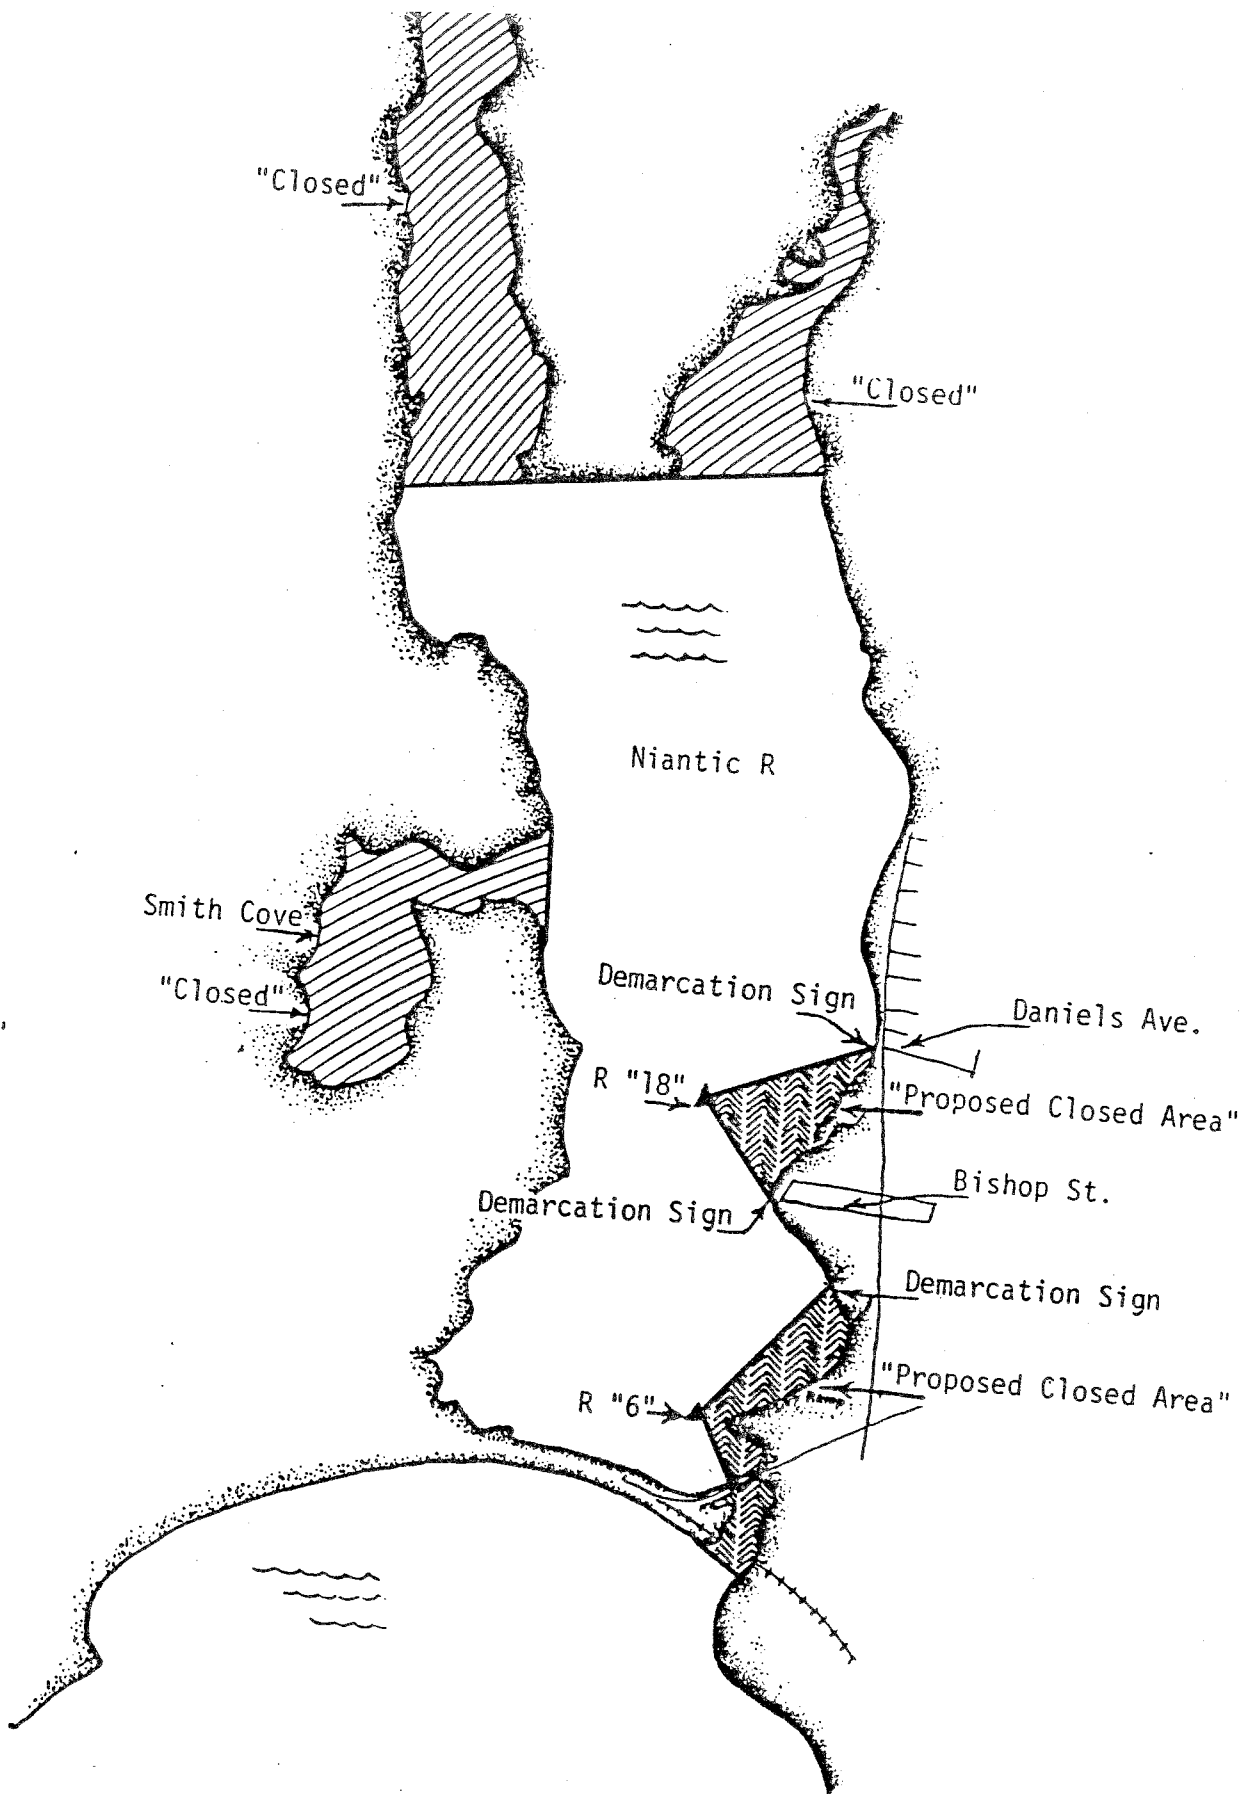 "Closed"
"Closed"
Niantic R
Smith Cove
"Closed"
Demarcation Sign
Daniels Ave.
R "18"
"Proposed Closed Area"
Bishop St.
Demarcation Sign
Demarcation Sign
"Proposed Closed Area"
Ramp
R "6"